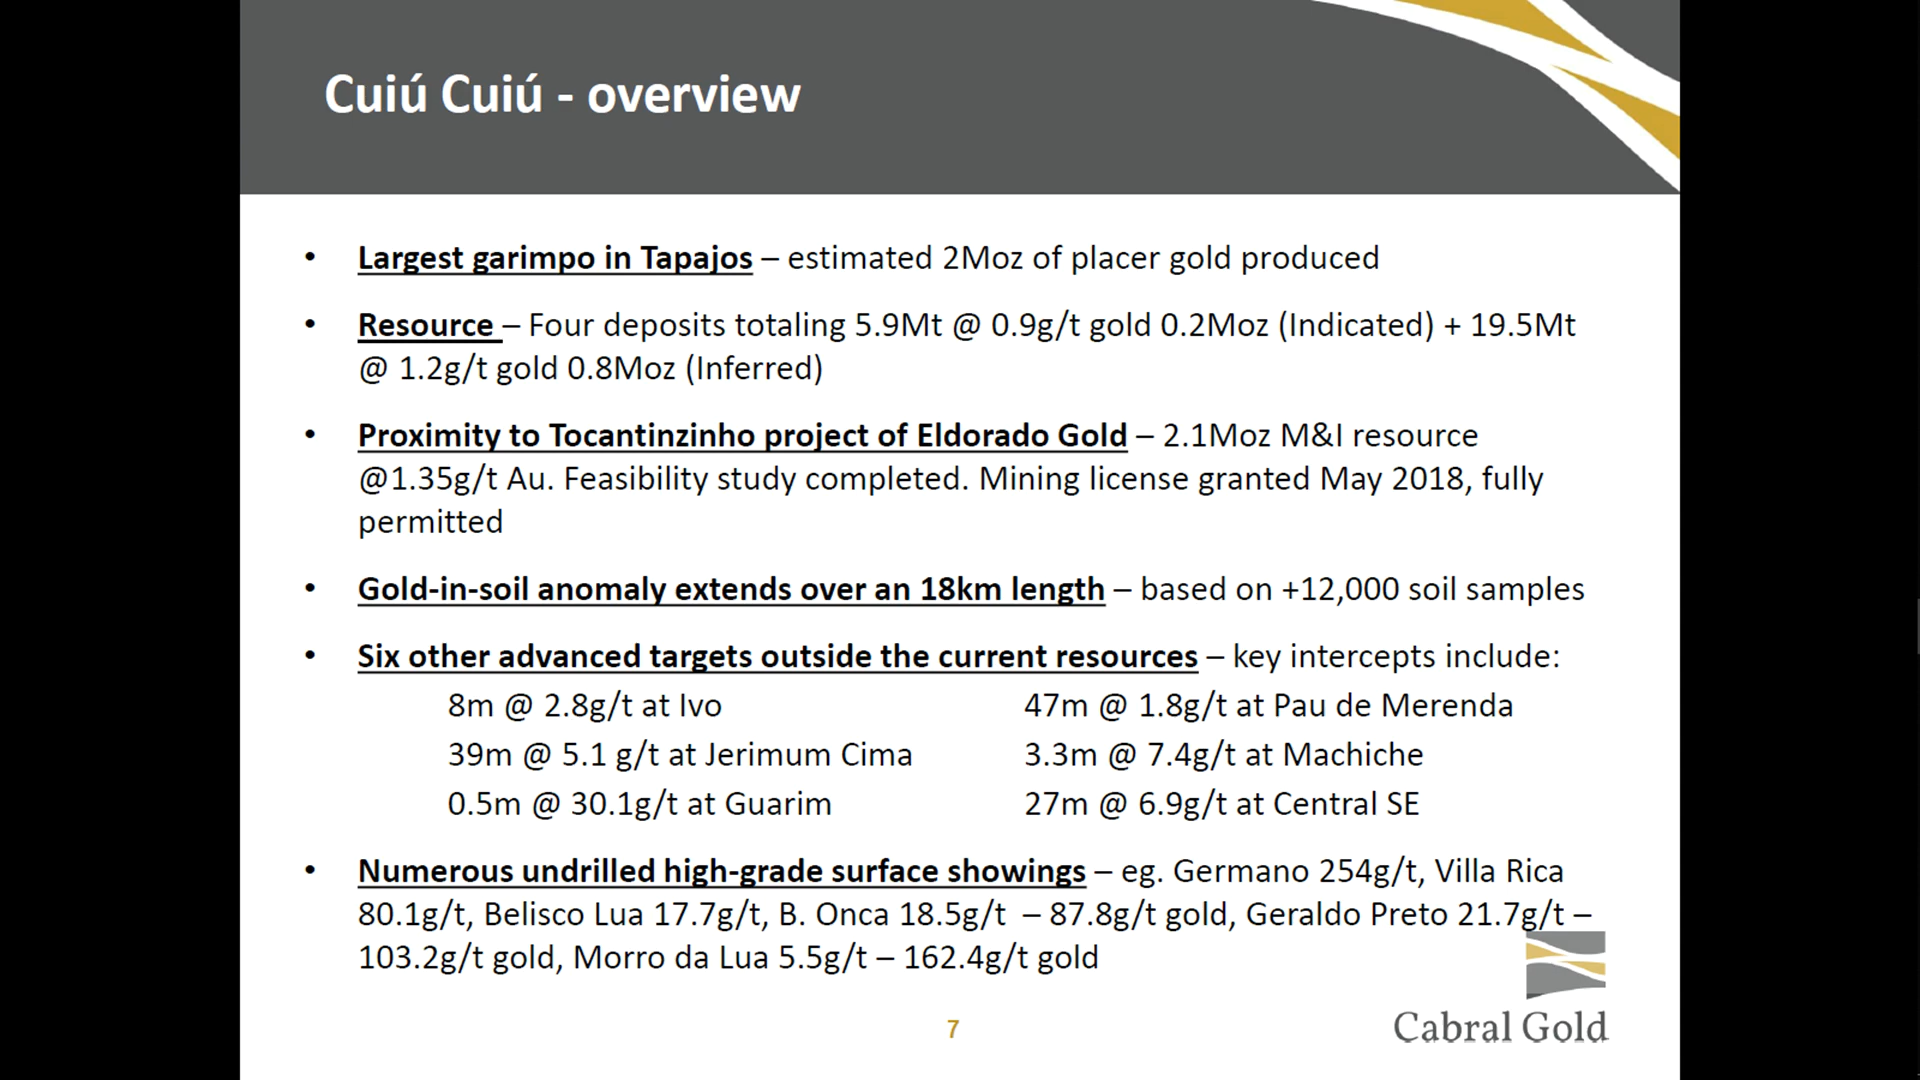 Cuiú Cuiú - overview
• Largest garimpo in Tapajos – estimated 2Moz of placer gold produced
• Resource – Four deposits totaling 5.9Mt @ 0.9g/t gold 0.2Moz (Indicated) + 19.5Mt
@ 1.2g/t gold 0.8Moz (Inferred)
• Proximity to Tocantinzinho project of Eldorado Gold – 2.1Moz M&I resource
@1.35g/t Au. Feasibility study completed. Mining license granted May 2018, fully
permitted
• Gold-in-soil anomaly extends over an 18km length – based on +12,000 soil samples
• Six other advanced targets outside the current resources – key intercepts include:
8m @ 2.8g/t at Ivo 47m @ 1.8g/t at Pau de Merenda
39m @ 5.1 g/t at Jerimum Cima 3.3m @ 7.4g/t at Machiche
0.5m @ 30.1g/t at Guarim 27m @ 6.9g/t at Central SE
• Numerous undrilled high-grade surface showings – eg. Germano 254g/t, Villa Rica
80.1g/t, Belisco Lua 17.7g/t, B. Onca 18.5g/t – 87.8g/t gold, Geraldo Preto 21.7g/t –
103.2g/t gold, Morro da Lua 5.5g/t – 162.4g/t gold
7
Cabral Gold